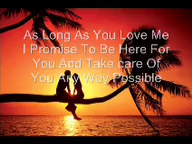 As Long As You Love Me
I Promise To Be Here For
You And Take care Of
You Any Way Possible